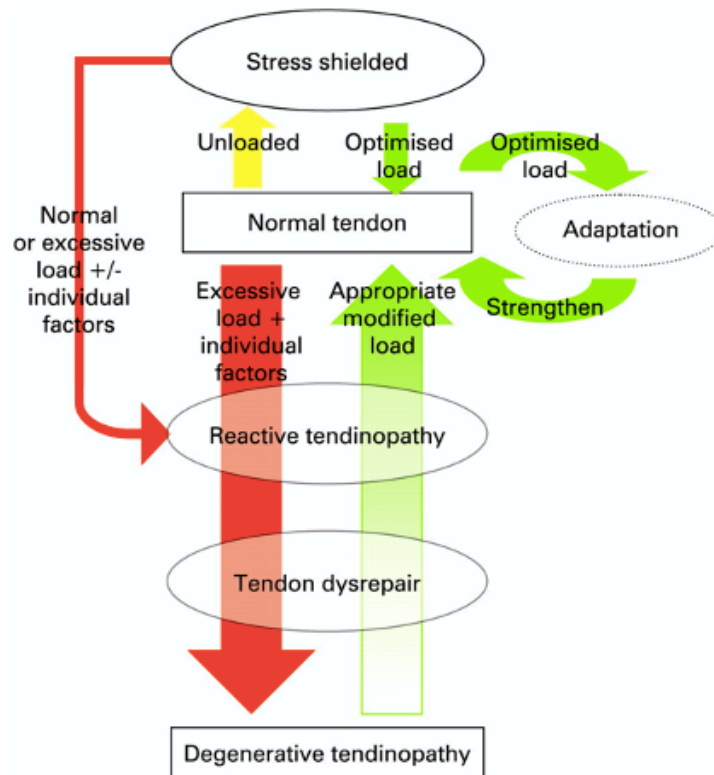 Stress shielded
Unloaded
Optimised
load
Optimised
load
Normal
or excessive
load +/-
individual
factors
Normal tendon
Adaptation
Excessive
load +
individual
factors
Appropriate
modified
load
Strengthen
Reactive tendinopathy
Tendon dysrepair
Degenerative tendinopathy